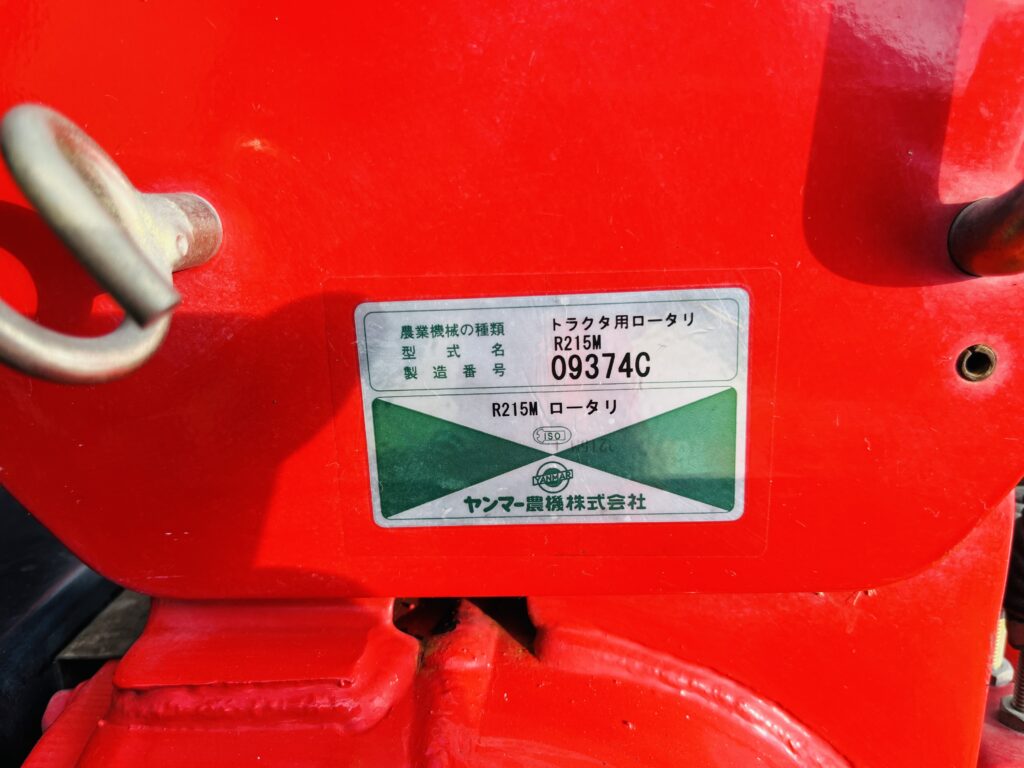 農業機械の種類 トラクタ用ロータリ
型式名 R215M
製造番号 09374C
R215M ロータリ
ISO
YANMAR
ヤンマー農機株式会社